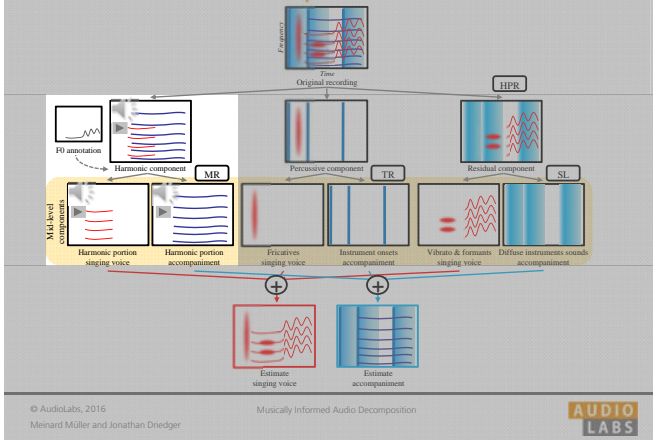 Frequency
Time
Original recording
HPR
F0 annotation
Harmonic component
Percussive component
Residual component
MR
TR
SL
Mid-level
components
Harmonic portion
singing voice
Harmonic portion
accompaniment
Fricatives
singing voice
Instrument onsets
accompaniment
Vibrato & formants
singing voice
Diffuse instruments sounds
accompaniment
+
+
Estimate
singing voice
Estimate
accompaniment
© AudioLabs, 2016
Meinard Müller and Jonathan Driedger
Musically Informed Audio Decomposition
AUDIO
LABS